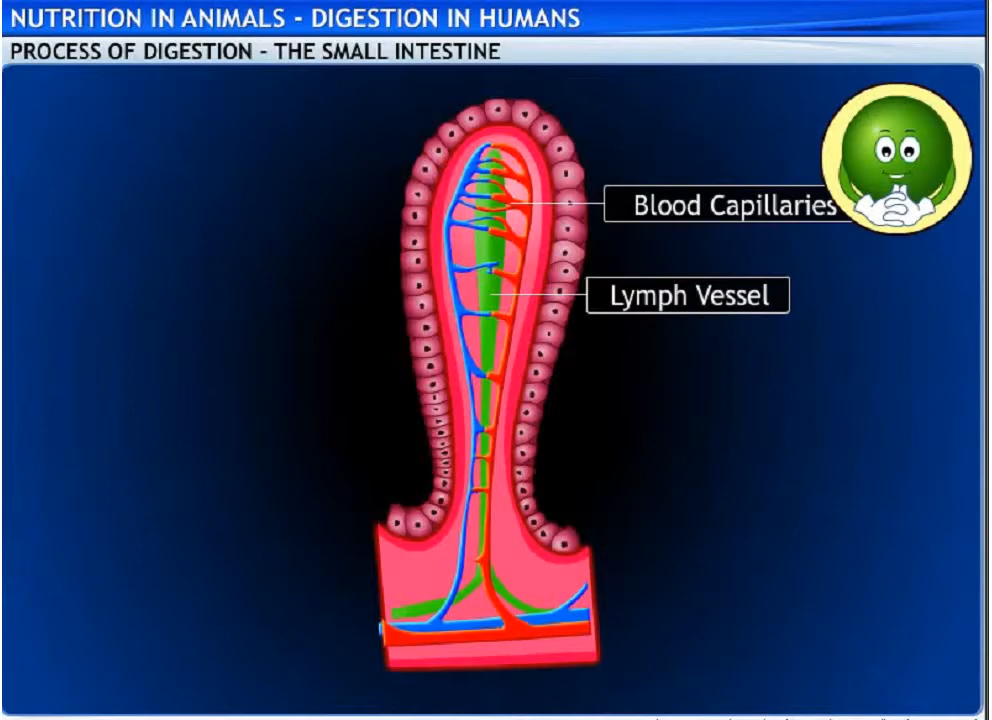 NUTRITION IN ANIMALS - DIGESTION IN HUMANS
PROCESS OF DIGESTION - THE SMALL INTESTINE
Blood Capillaries
Lymph Vessel